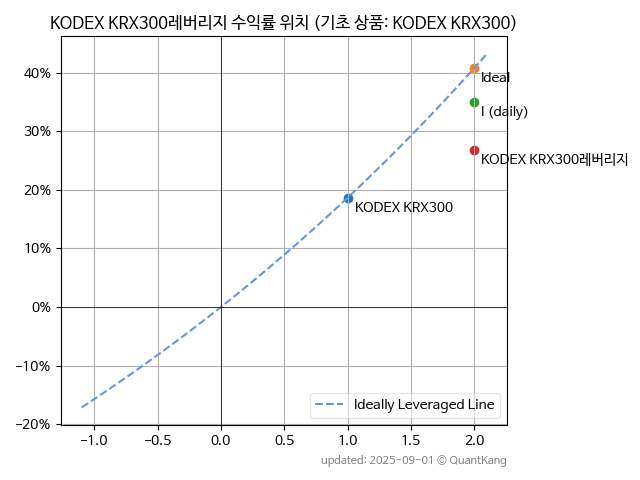 KODEX KRX300레버리지 수익률 위치 (기초 상품: KODEX KRX300)
40%
30%
20%
10%
0%
−10%
−20%
Ideal
I (daily)
KODEX KRX300레버리지
KODEX KRX300
Ideally Leveraged Line
−1.0
−0.5
0.0
0.5
1.0
1.5
2.0
updated: 2025-09-01 © QuantKang